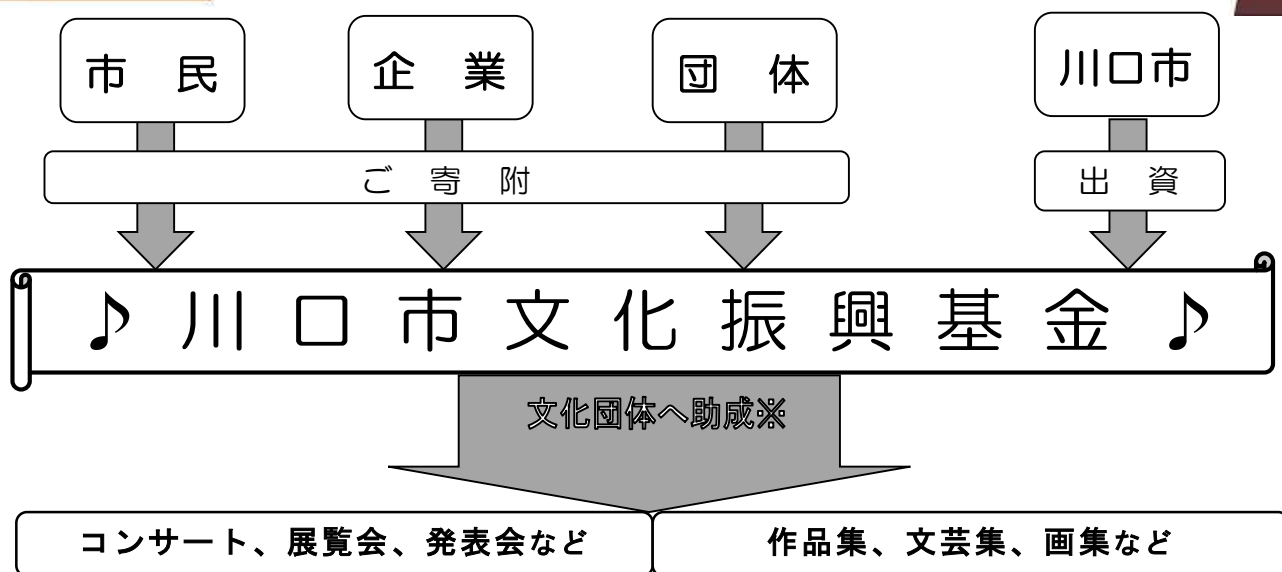 市　民
企　業
団　体
川口市
ご　寄　附
出　資
♪川口市文化振興基金♪
文化団体へ助成※
コンサート、展覧会、発表会など
作品集、文芸集、画集など